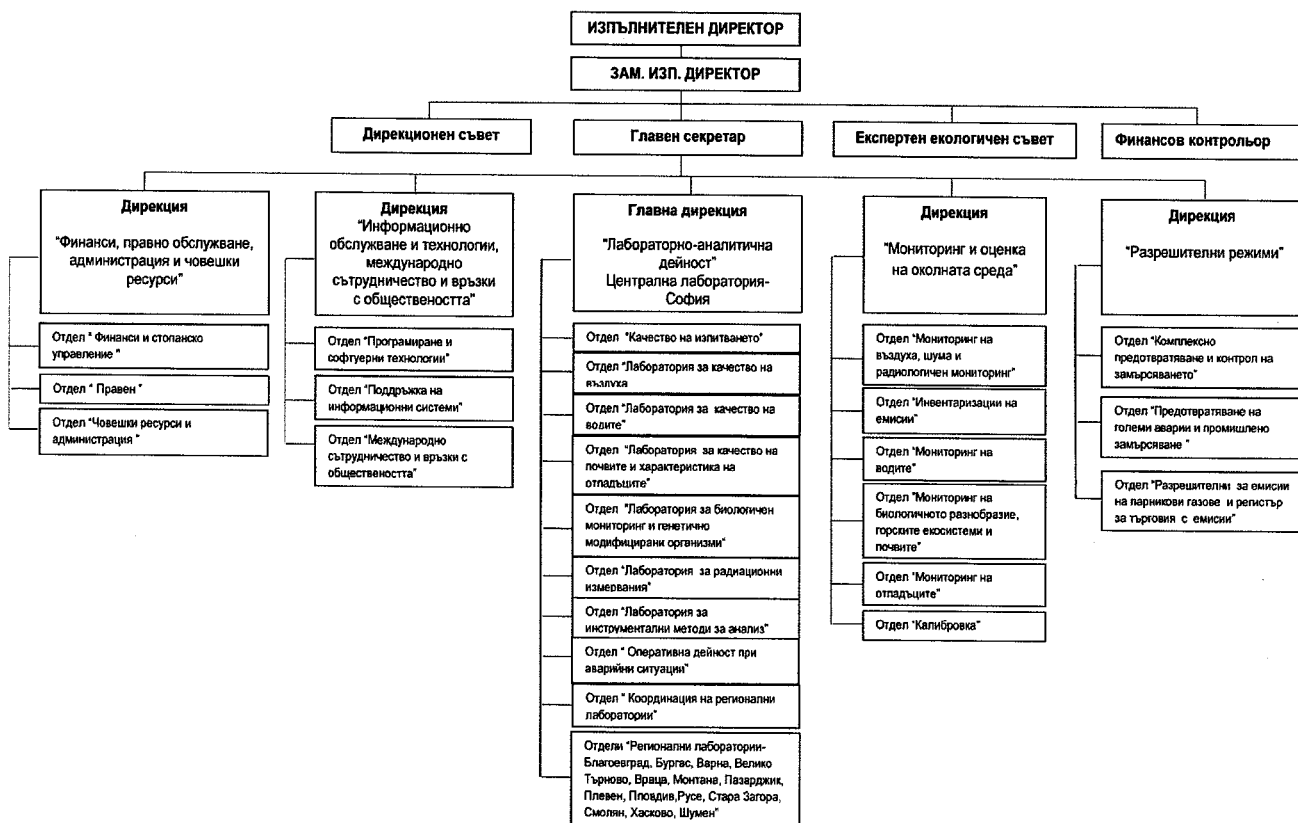 ИЗПЪЛНИТЕЛЕН ДИРЕКТОР
ЗАМ. ИЗП. ДИРЕКТОР
Дирекционен съвет
Главен секретар
Експертен екологичен съвет
Финансов контрольор
Дирекция
"Финанси, правно обслужване,
администрация и човешки
ресурси"
Отдел " Финанси и стопанско
управление "
Отдел " Правен "
Отдел "Човешки ресурси и
администрация "
Дирекция
"Информационно
обслужване и технологии,
международно
сътрудничество и връзки
с обществеността"
Отдел "Програмиране и
софтуерни технологии"
Отдел "Поддръжка на
информационни системи"
Отдел "Международно
сътрудничество и връзки с
обществеността"
Главна дирекция
"Лабораторно-аналитична
дейност"
Централна лаборатория-
София
Отдел "Качество на изпитването"
Отдел "Лаборатория за качество на
въздуха
Отдел "Лаборатория за качество на
водите"
Отдел "Лаборатория за качество на
почвите и характеристика на
отпадъците"
Отдел "Лаборатория за биологичен
мониторинг и генетично
модифицирани организми"
Отдел "Лаборатория за радиационни
измервания"
Отдел "Лаборатория за
инструментални методи за анализ"
Отдел " Оперативна дейност при
аварийни ситуации"
Отдел " Координация на регионални
лаборатории"
Отдели "Регионални лаборатории-
Благоевград, Бургас, Варна, Велико
Търново, Враца, Монтана, Пазарджик,
Плевен, Пловдив,Русе, Стара Загора,
Смолян, Хасково, Шумен"
Дирекция
"Мониторинг и оценка
на околната среда"
Отдел "Мониторинг на
въздуха, шума и
радиологичен мониторинг"
Отдел "Инвентаризации на
емисии"
Отдел "Мониторинг на
водите"
Отдел "Мониторинг на
биологичното разнобразие,
горските екосистеми и
почвите"
Отдел "Мониторинг на
отпадъците"
Отдел "Калибровка"
Дирекция
"Разрешителни режими"
Отдел "Комплексно
предотвратяване и контрол на
замърсяването"
Отдел "Предотвратяване на
големи аварии и промишлено
замърсяване "
Отдел "Разрешителни за емисии
на парникови газове и регистър
за търговия с емисии"